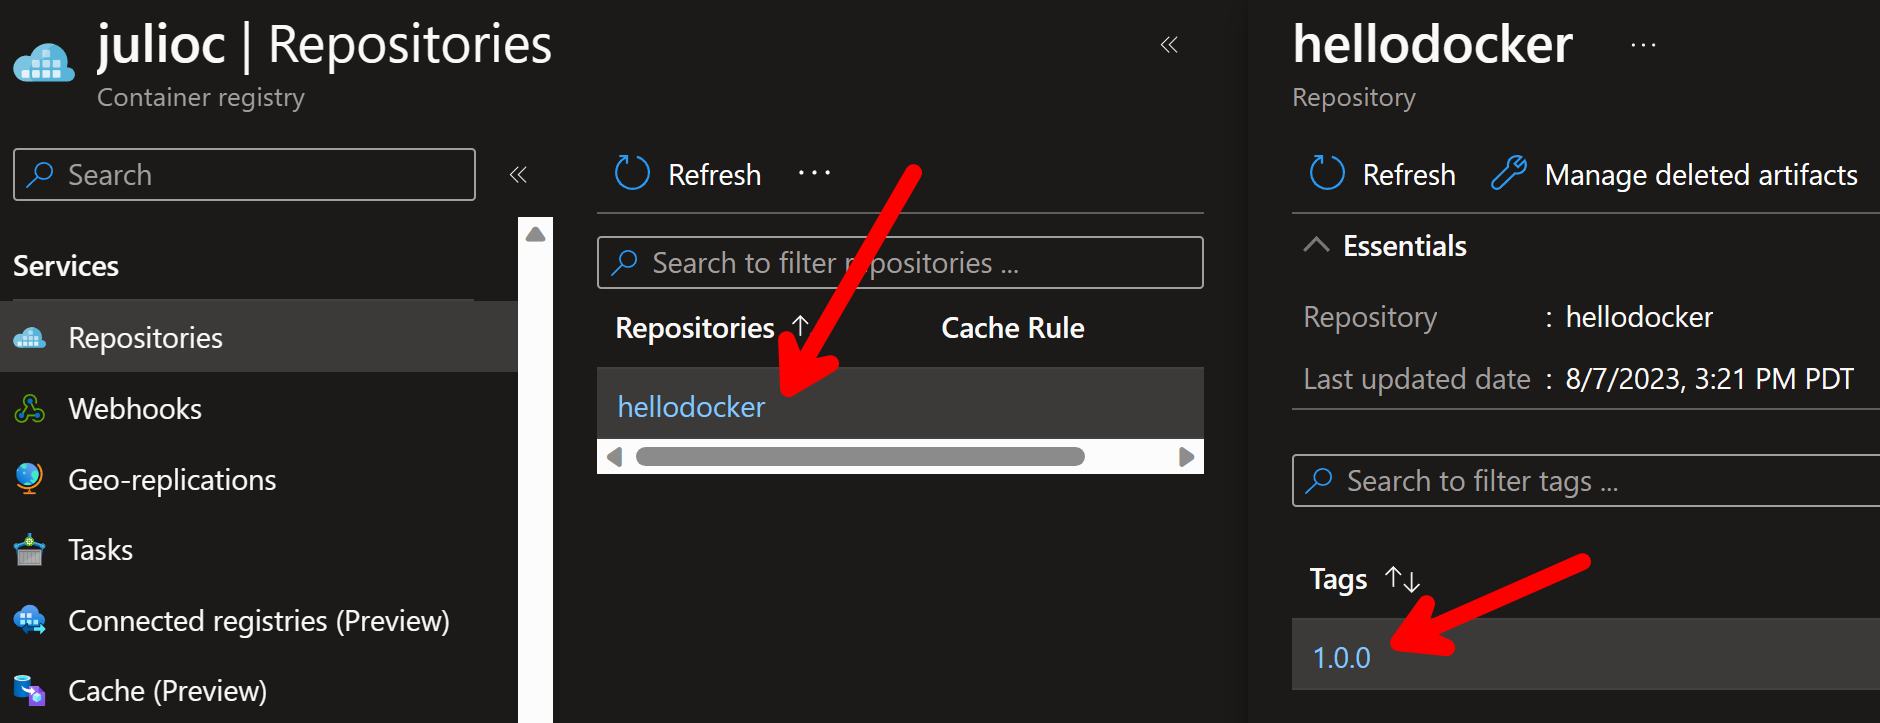 julioc | Repositories
Container registry
Search
Services
Repositories
Webhooks
Geo-replications
Tasks
Connected registries (Preview)
Cache (Preview)
Refresh
Search to filter repositories ...
Repositories Cache Rule
hellodocker
hellodocker
Repository
Refresh Manage deleted artifacts
Essentials
Repository : hellodocker
Last updated date : 8/7/2023, 3:21 PM PDT
Search to filter tags ...
Tags
1.0.0